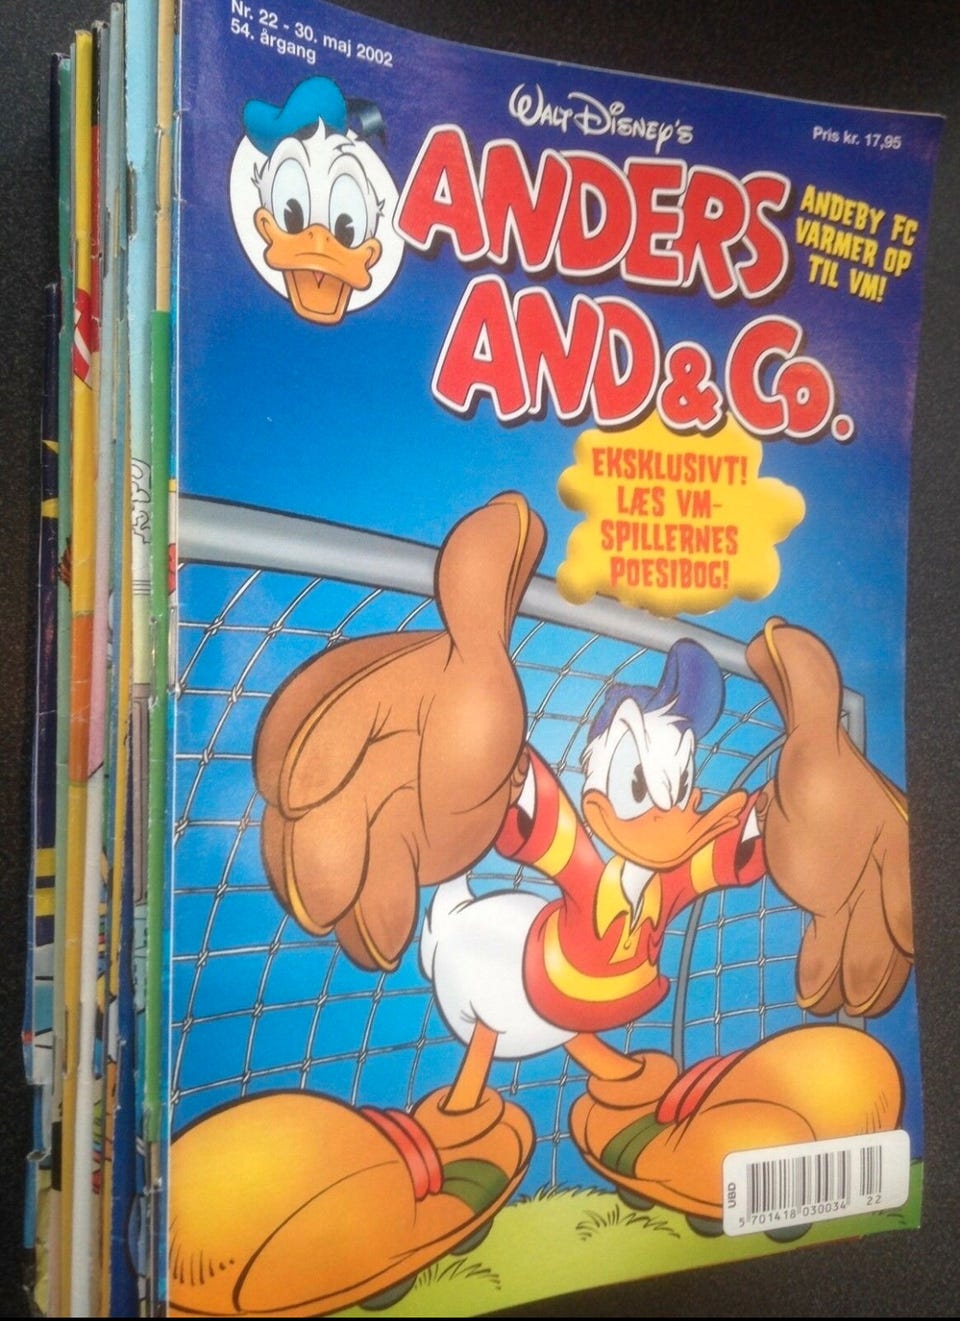 Nr. 22 - 30. maj 2002
54. årgang
WALT DISNEY'S
Pris kr. 17,95
ANDERS
AND & CO.
ANDEBY FC
VARMER OP
TIL VM!
EKSKLUSIVT!
LÆS VM-
SPILLERNES
POESIBOG!
UBD
5 701418 030034 22